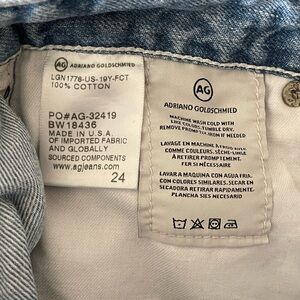 AG ADRIANO GOLDSCHMIED
LGN1778-US-19Y-FCT
100% COTTON
PO#AG-32419
BW18436
MADE IN U.S.A.
OF IMPORTED FABRIC
AND GLOBALLY
SOURCED COMPONENTS
www.agjeans.com
24
AG
ADRIANO GOLDSCHMIED
MACHINE WASH COLD WITH
LIKE COLORS, TUMBLE DRY.
REMOVE PROMPTLY. IRON IF NEEDED
LAVAGE EN MACHINE À FROID AVEC
COMME COULEURS. SÈCHE-LINGE
À RETIRER PROMPTEMENT.
FER SI NÉCESSAIRE
LAVAR A MAQUINA CON AGUA FRIA.
CON COLORES SIMILARES. SECAR EN
SECADORA RETIRAR RAPIDAMENTE.
PLANCHA SI ES NECESARIO